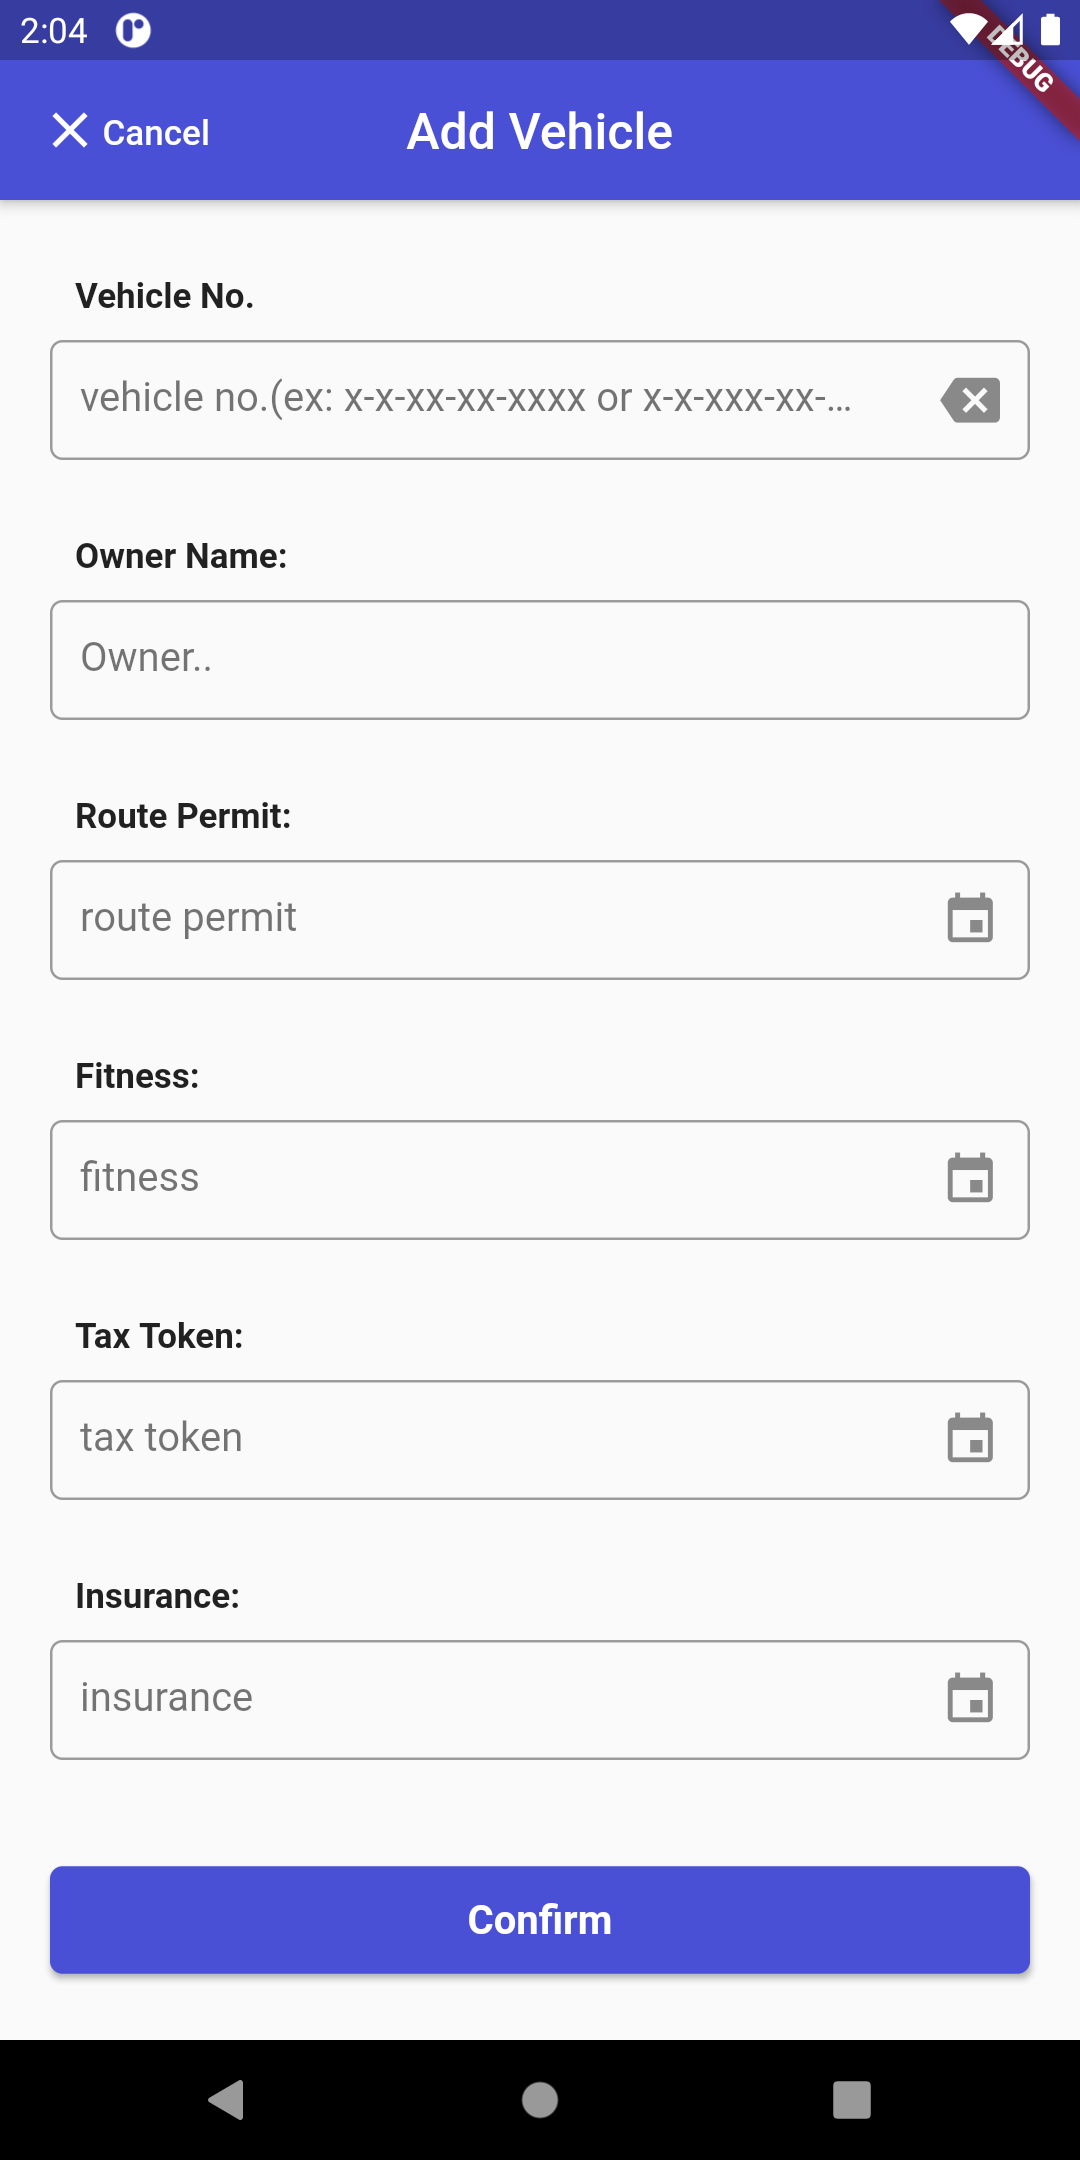 2:04
DEBUG
Cancel
Add Vehicle
Vehicle No.
vehicle no.(ex: x-x-xx-xx-xxxx or x-x-xxx-xx-...
Owner Name:
Owner..
Route Permit:
route permit
Fitness:
fitness
Tax Token:
tax token
Insurance:
insurance
Confirm